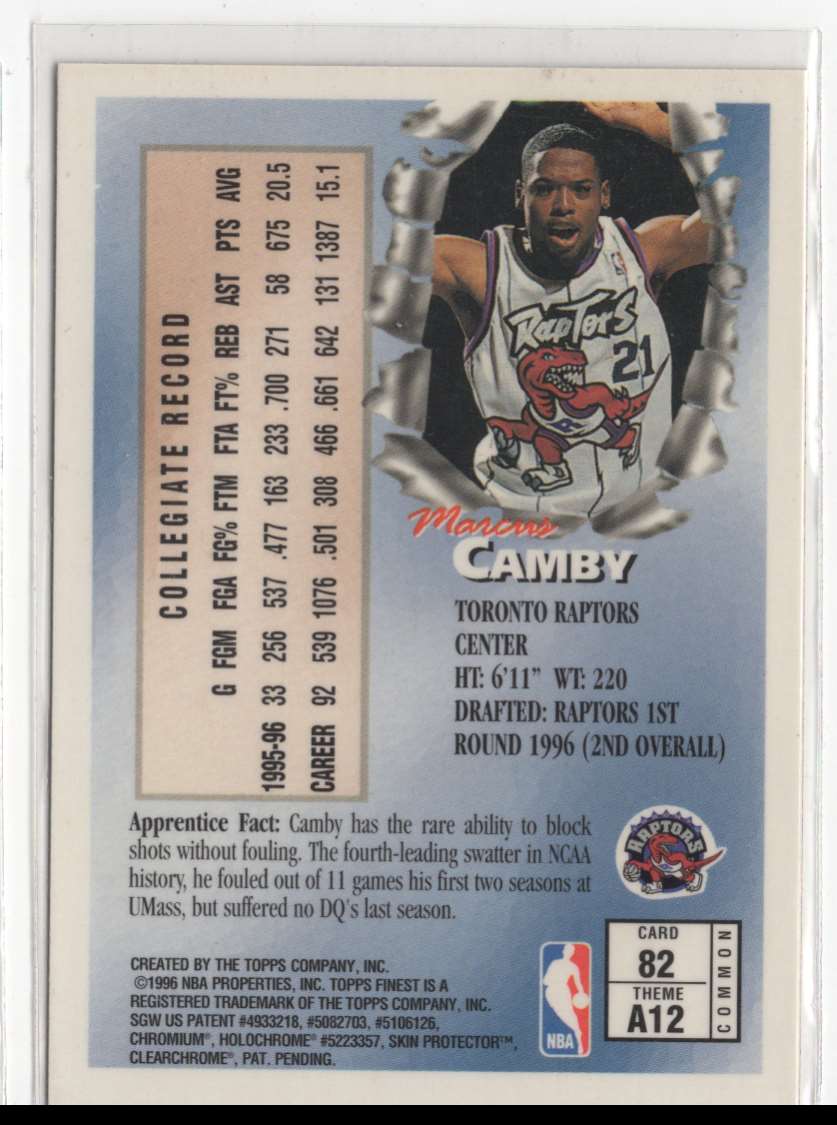 RapTorS
21
Marcus
CAMBY
TORONTO RAPTORS
CENTER
HT: 6'11" WT: 220
DRAFTED: RAPTORS 1ST
ROUND 1996 (2ND OVERALL)
COLLEGIATE RECORD
G FGM FGA FG% FTM FTA FT% REB AST PTS AVG
1995-96 33 256 537 .477 163 233 .700 271 58 675 20.5
CAREER 92 539 1076 .501 308 466 .661 642 131 1387 15.1
Apprentice Fact: Camby has the rare ability to block
shots without fouling. The fourth-leading swatter in NCAA
history, he fouled out of 11 games his first two seasons at
UMass, but suffered no DQ's last season.
RAPTORS
CREATED BY THE TOPPS COMPANY, INC.
©1996 NBA PROPERTIES, INC. TOPPS FINEST IS A
REGISTERED TRADEMARK OF THE TOPPS COMPANY, INC.
SGW US PATENT #4933218, #5082703, #5106126,
CHROMIUM®, HOLOCHROME® #5223357, SKIN PROTECTOR™,
CLEARCHROME®, PAT. PENDING.
NBA
CARD
82
THEME
A12
COMMON